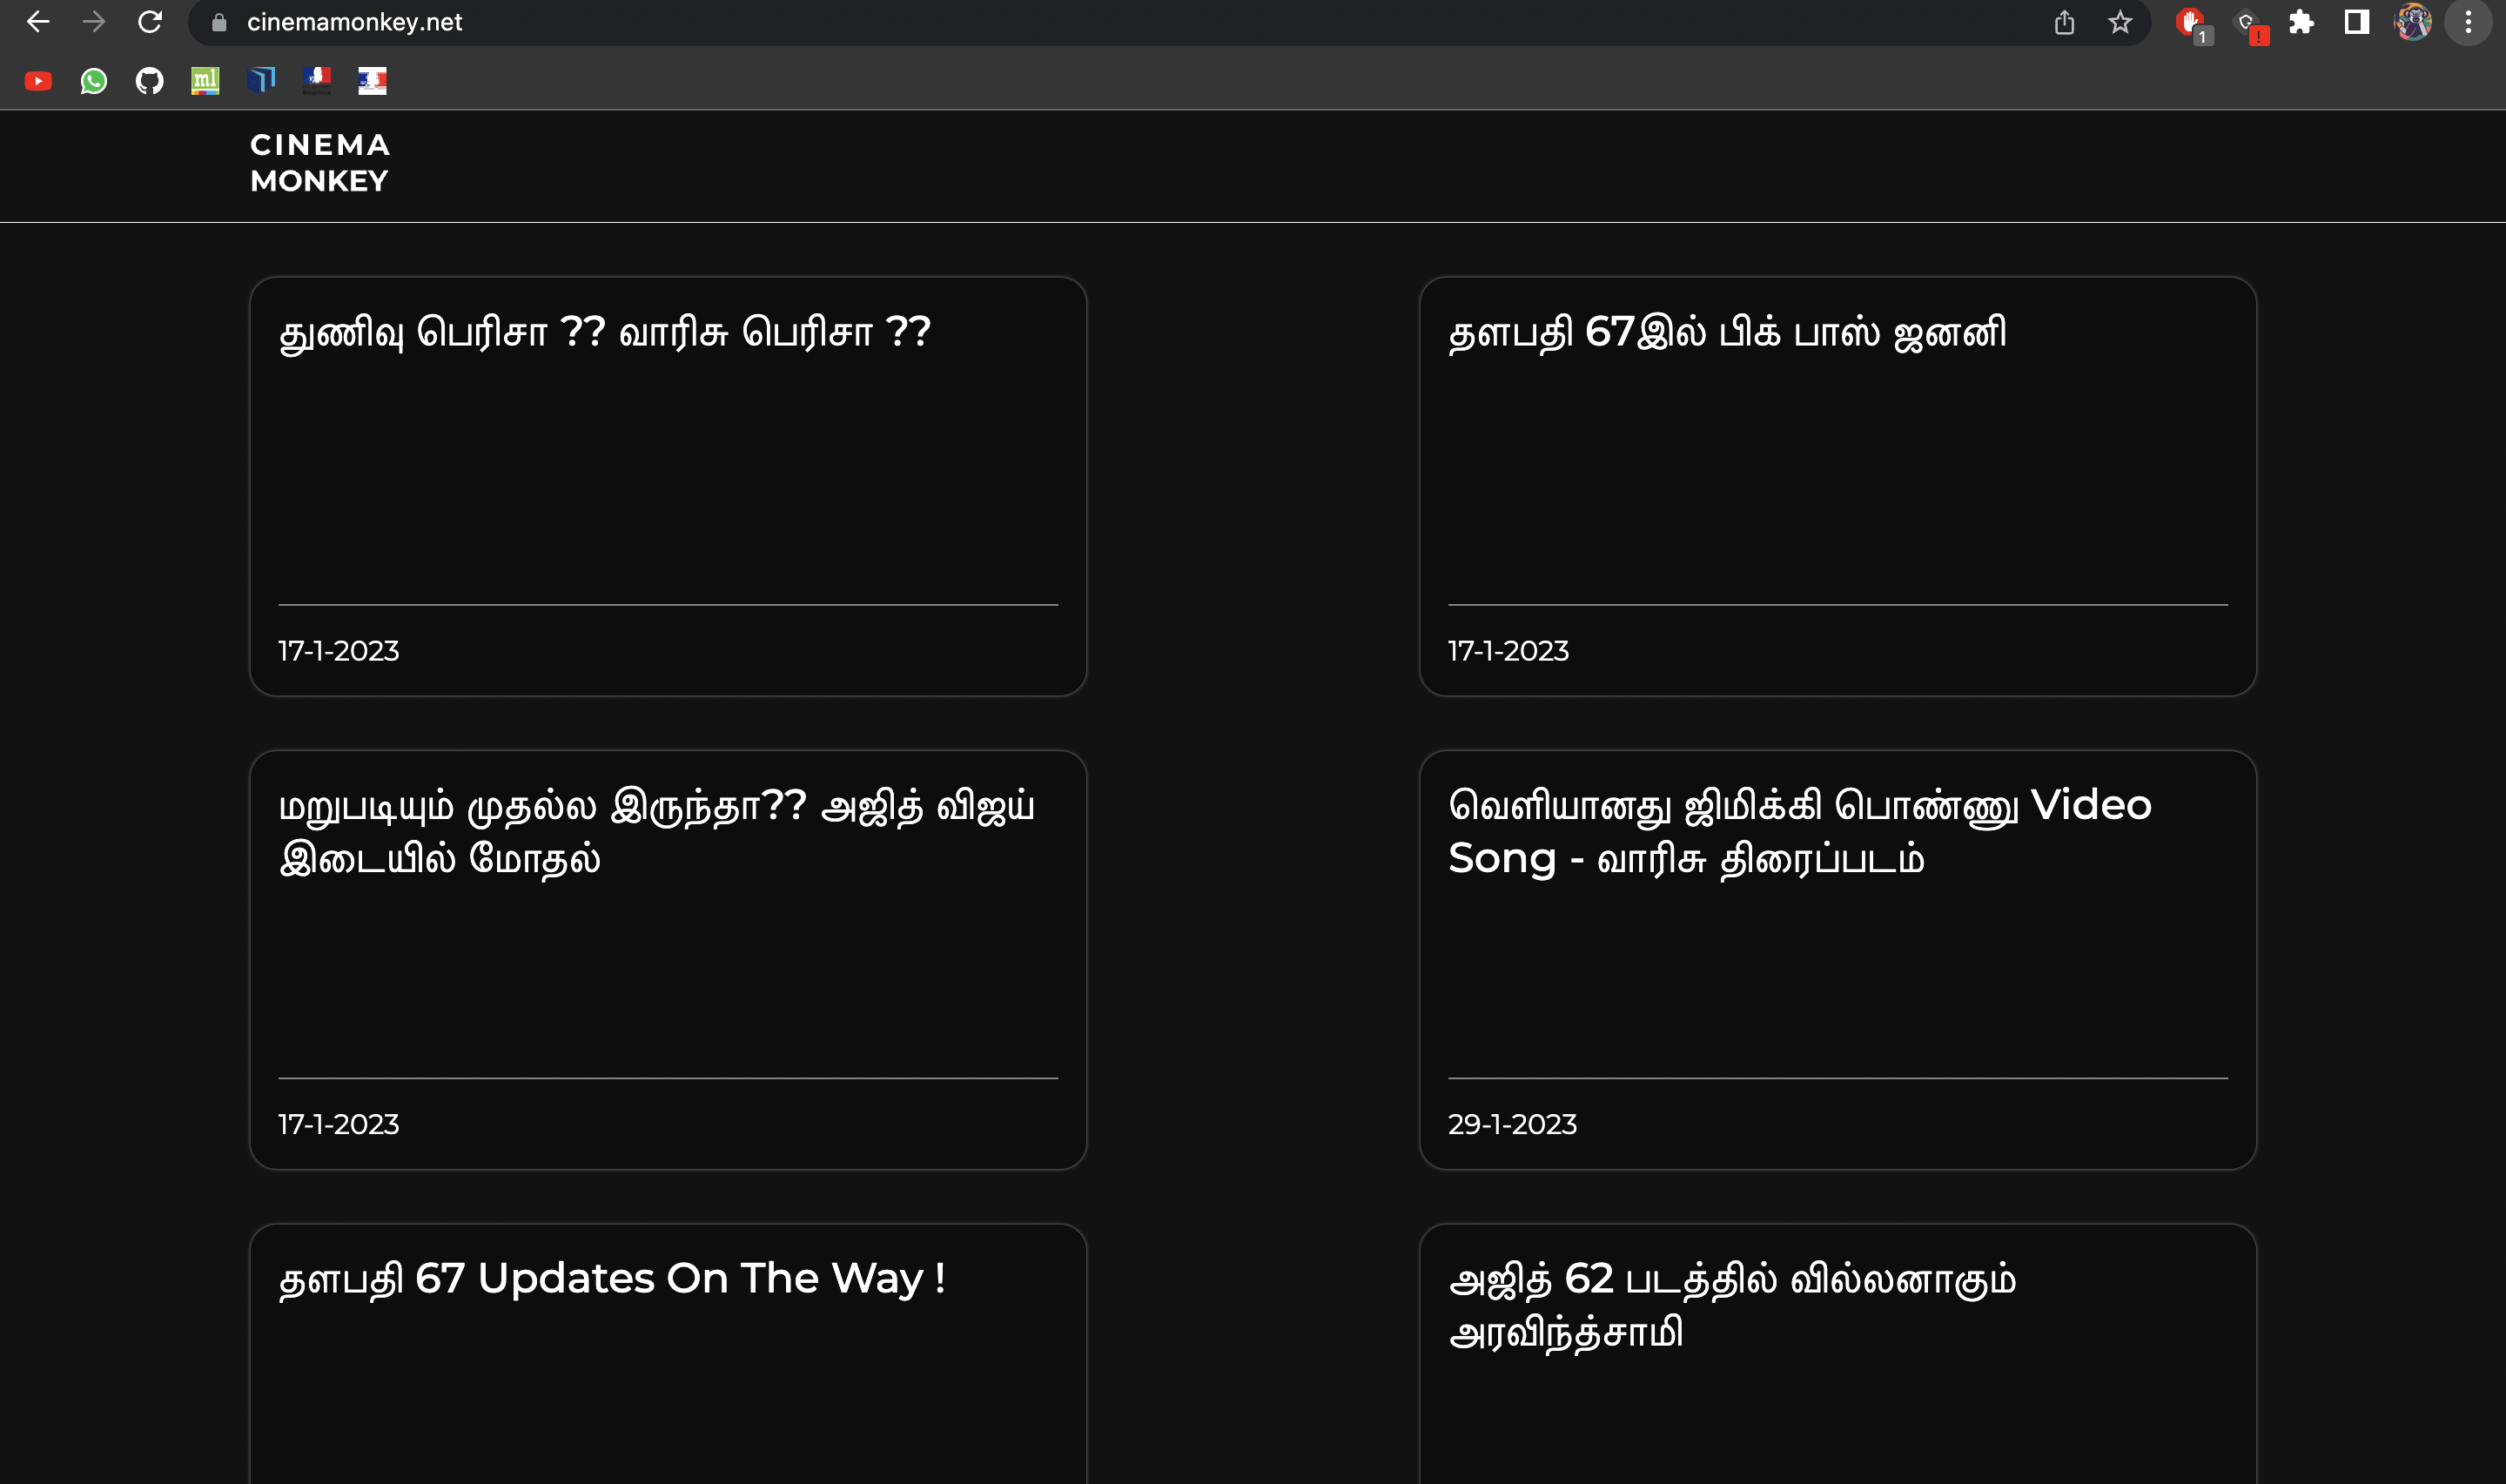 cinemamonkey.net
1
!
ml
CINEMA
MONKEY
துணிவு பெரிசா ?? வாரிசு பெரிசா ??
17-1-2023
தளபதி 67இல் பிக் பாஸ் ஜனனி
17-1-2023
மறுபடியும் முதல்ல இருந்தா?? அஜித் விஜய்
இடையில் மோதல்
17-1-2023
வெளியானது ஜிமிக்கி பொண்ணு Video
Song - வாரிசு திரைப்படம்
29-1-2023
தளபதி 67 Updates On The Way !
அஜித் 62 படத்தில் வில்லனாகும்
அரவிந்த்சாமி